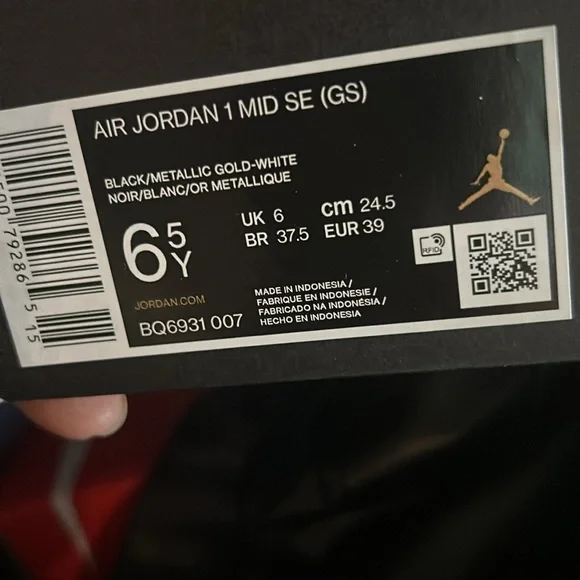 AIR JORDAN 1 MID SE (GS)
BLACK/METALLIC GOLD-WHITE
NOIR/BLANC/OR METALLIQUE
6 5 Y
UK 6 cm 24.5
BR 37.5 EUR 39
RFID
JORDAN.COM
BQ6931 007
MADE IN INDONESIA /
FABRIQUE EN INDONESIE /
FABRICADO NA INDONÉSIA /
HECHO EN INDONESIA
79286 515